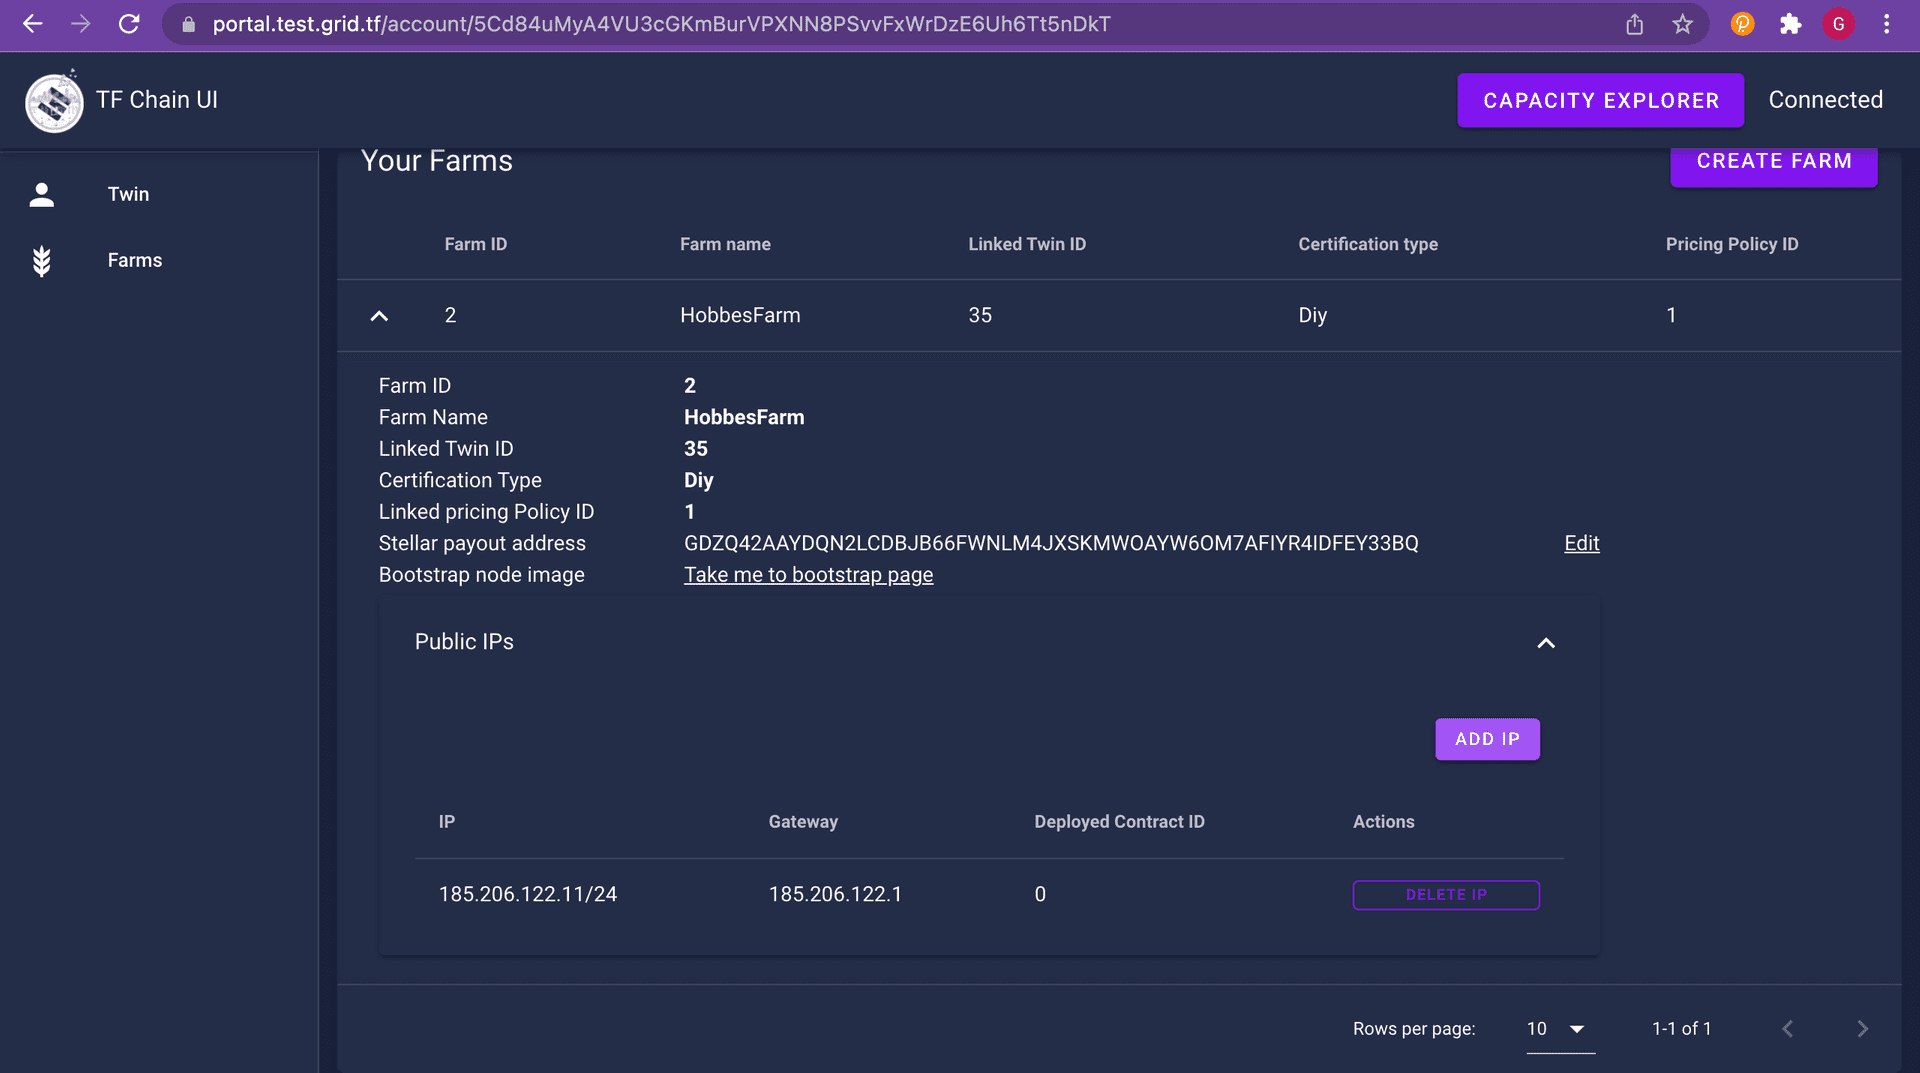 portal.test.grid.tf/account/5Cd84uMyA4VU3cGKmBurVPXNN8PSvvFxWrDzE6Uh6Tt5nDkT
G
TF Chain UI
CAPACITY EXPLORER
Connected
Twin
Farms
Your Farms
CREATE FARM
Farm ID Farm name Linked Twin ID Certification type Pricing Policy ID
2 HobbesFarm 35 Diy 1
Farm ID 2
Farm Name HobbesFarm
Linked Twin ID 35
Certification Type Diy
Linked pricing Policy ID 1
Stellar payout address GDZQ42AAYDQN2LCDBJB66FWNLM4JXSKMWOAYW6OM7AFIYR4IDFEY33BQ Edit
Bootstrap node image Take me to bootstrap page
Public IPs
ADD IP
IP Gateway Deployed Contract ID Actions
185.206.122.11/24 185.206.122.1 0 DELETE IP
Rows per page: 10 1-1 of 1